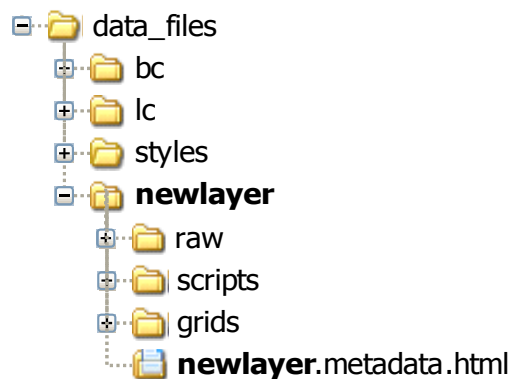 data_files
bc
lc
styles
newlayer
raw
scripts
grids
newlayer.metadata.html